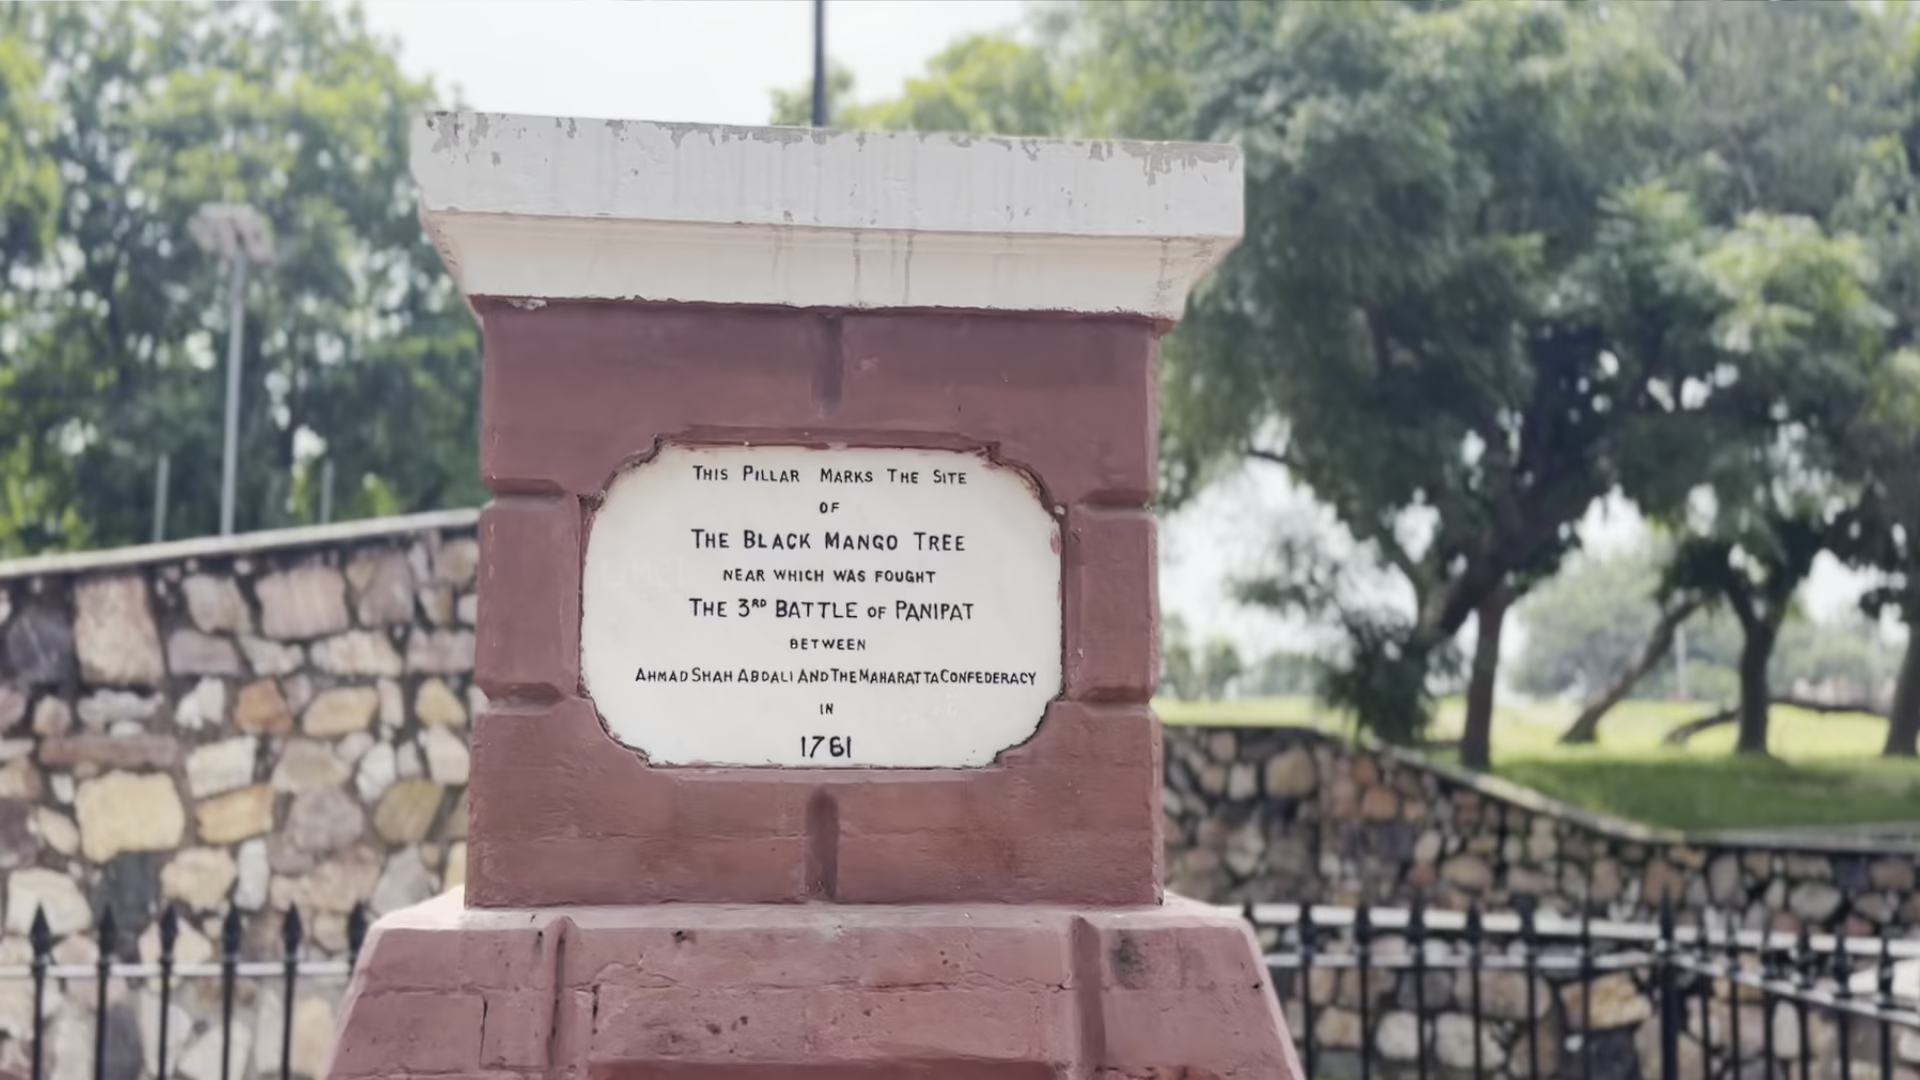 THIS PILLAR MARKS THE SITE
OF
THE BLACK MANGO TREE
NEAR WHICH WAS FOUGHT
THE 3RD BATTLE OF PANIPAT
BETWEEN
AHMAD SHAH ABDALI AND THE MAHARATTA CONFEDERACY
IN
1761